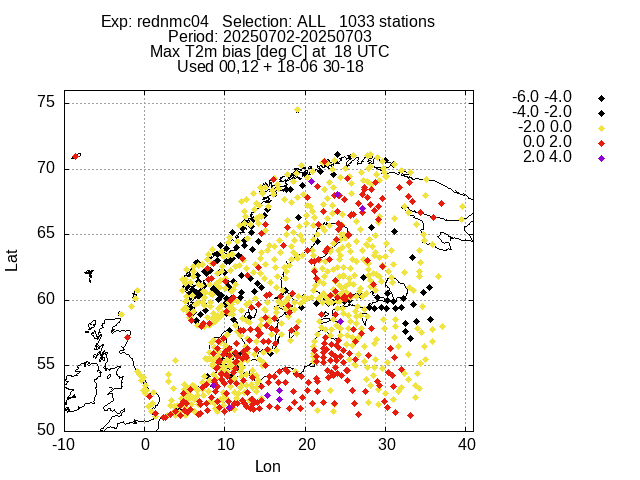 Exp: rednmc04   Selection: ALL   1033 stations
Period: 20250702-20250703
Max T2m bias [deg C] at  18 UTC
Used 00,12 + 18-06 30-18
-6.0 -4.0
-4.0 -2.0
-2.0 0.0
0.0 2.0
2.0 4.0
75
70
65
60
55
50
Lat
-10 0 10 20 30 40
Lon